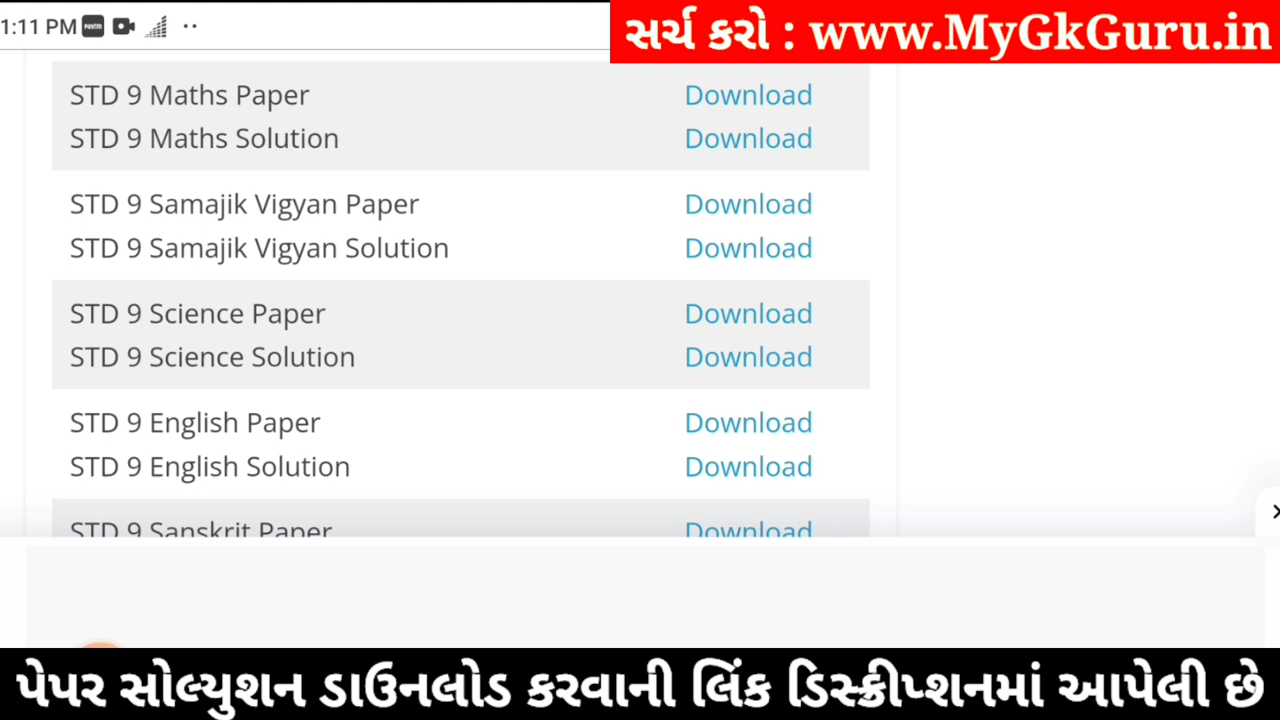 1:11 PM
સર્ચ કરો : www.MyGkGuru.in
STD 9 Maths Paper Download
STD 9 Maths Solution Download
STD 9 Samajik Vigyan Paper Download
STD 9 Samajik Vigyan Solution Download
STD 9 Science Paper Download
STD 9 Science Solution Download
STD 9 English Paper Download
STD 9 English Solution Download
STD 9 Sanskrit Paper Download
પેપર સોલ્યુશન ડાઉનલોડ કરવાની લિંક ડિસ્ક્રીપ્શનમાં આપેલી છે